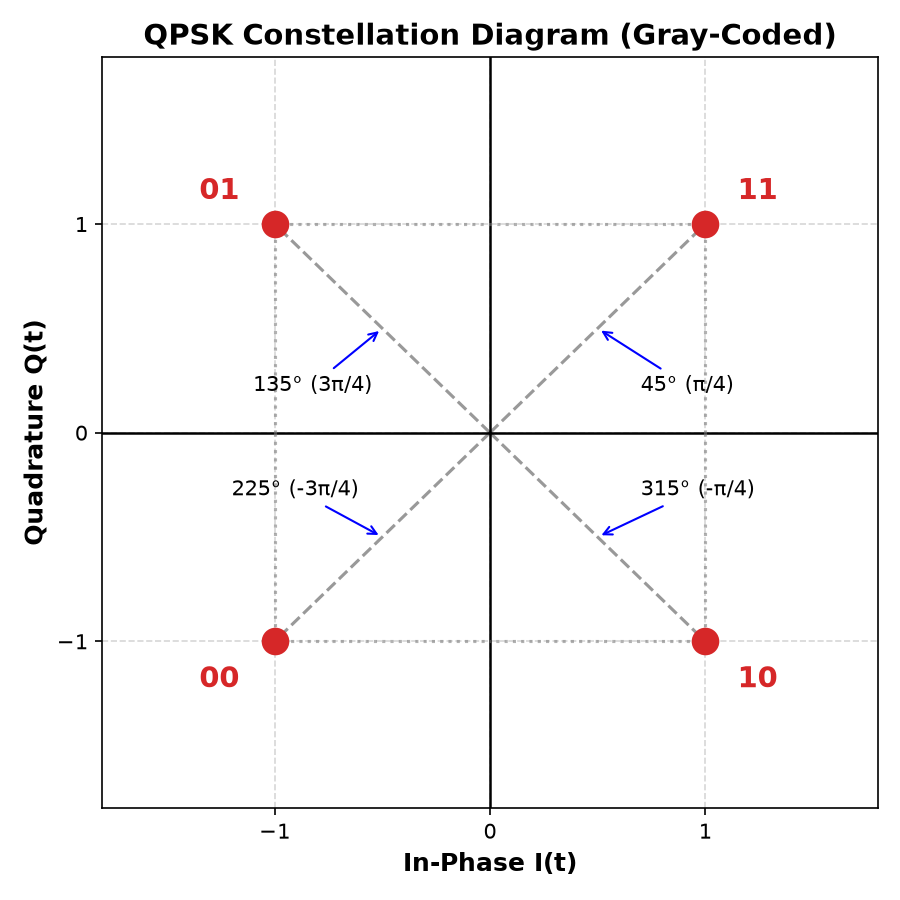 QPSK Constellation Diagram (Gray-Coded)
01
11
1
135° (3π/4)
45° (π/4)
0
225° (-3π/4)
315° (-π/4)
−1
00
10
−1
0
1
In-Phase I(t)
Quadrature Q(t)